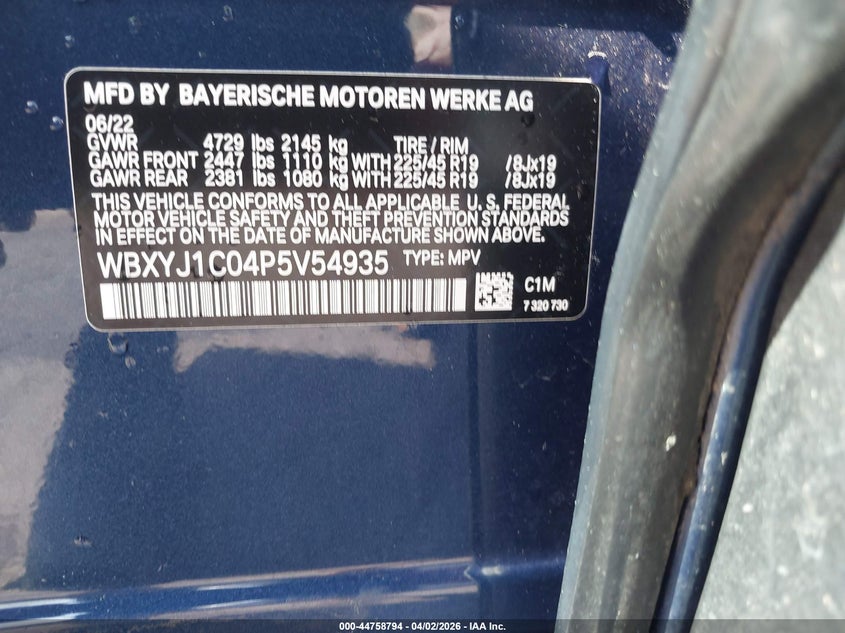 MFD BY BAYERISCHE MOTOREN WERKE AG
06/22
GVWR 4729 lbs 2145 kg TIRE / RIM
GAWR FRONT 2447 lbs 1110 kg WITH 225/45 R19 /8Jx19
GAWR REAR 2381 lbs 1080 kg WITH 225/45 R19 /8Jx19
THIS VEHICLE CONFORMS TO ALL APPLICABLE U. S. FEDERAL
MOTOR VEHICLE SAFETY AND THEFT PREVENTION STANDARDS
IN EFFECT ON THE DATE OF MANUFACTURE SHOWN ABOVE.
WBXYJ1C04P5V54935 TYPE: MPV
C1M
7 320 730
000-44758794 - 04/02/2026 - IAA Inc.